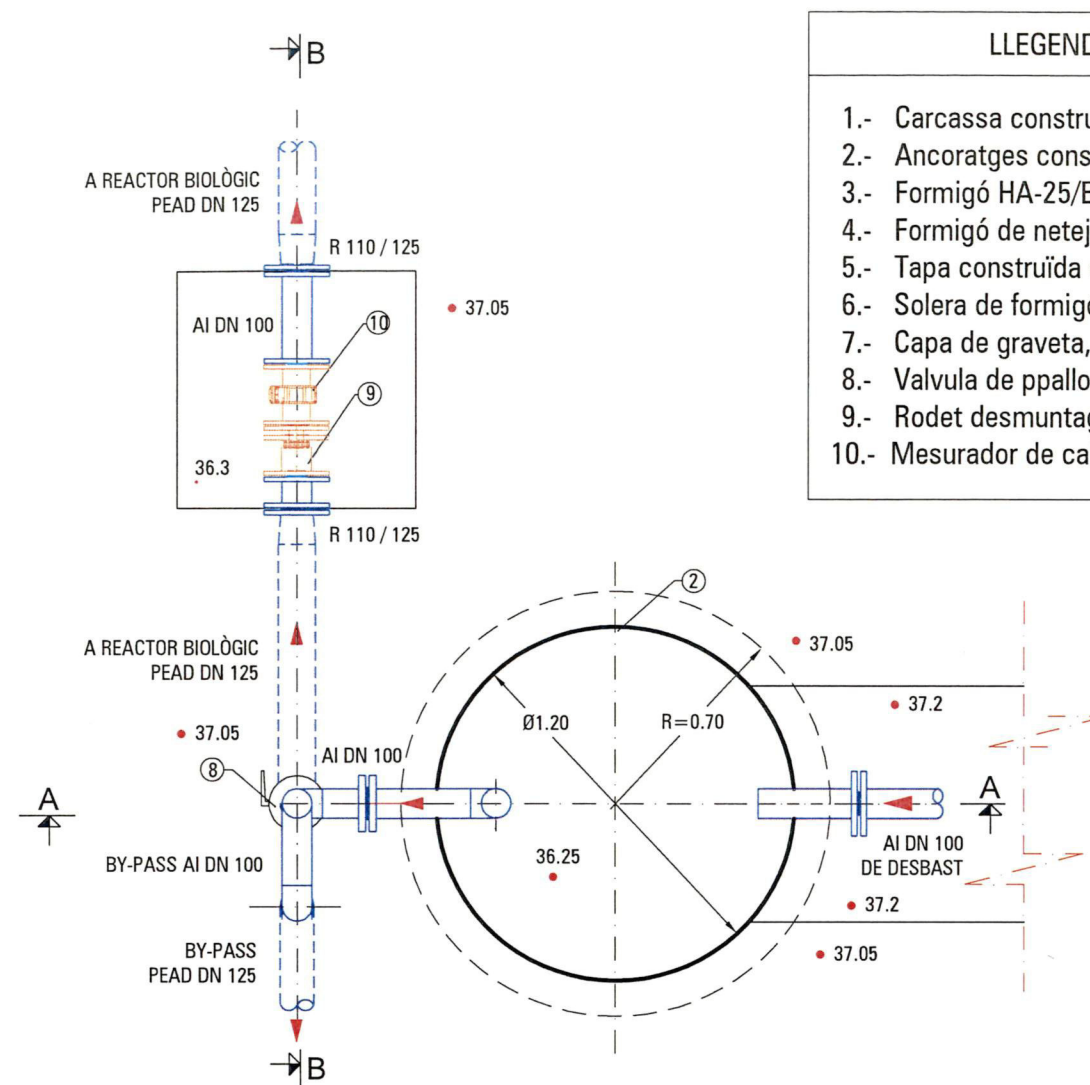 B
LLEGEND
1.- Carcassa constru
2.- Ancoratges cons
3.- Formigó HA-25/B
4.- Formigó de netej
5.- Tapa construïda
6.- Solera de formigó
7.- Capa de graveta,
8.- Valvula de ppallo
9.- Rodet desmuntag
10.- Mesurador de ca
A REACTOR BIOLÒGIC
PEAD DN 125
R 110 / 125
37.05
AI DN 100
10
9
36.3
R 110 / 125
2
A REACTOR BIOLÒGIC
PEAD DN 125
37.05
37.2
Ø1.20
R=0.70
37.05
AI DN 100
8
A
A
AI DN 100
DE DESBAST
36.25
BY-PASS AI DN 100
37.2
BY-PASS
PEAD DN 125
37.05
B